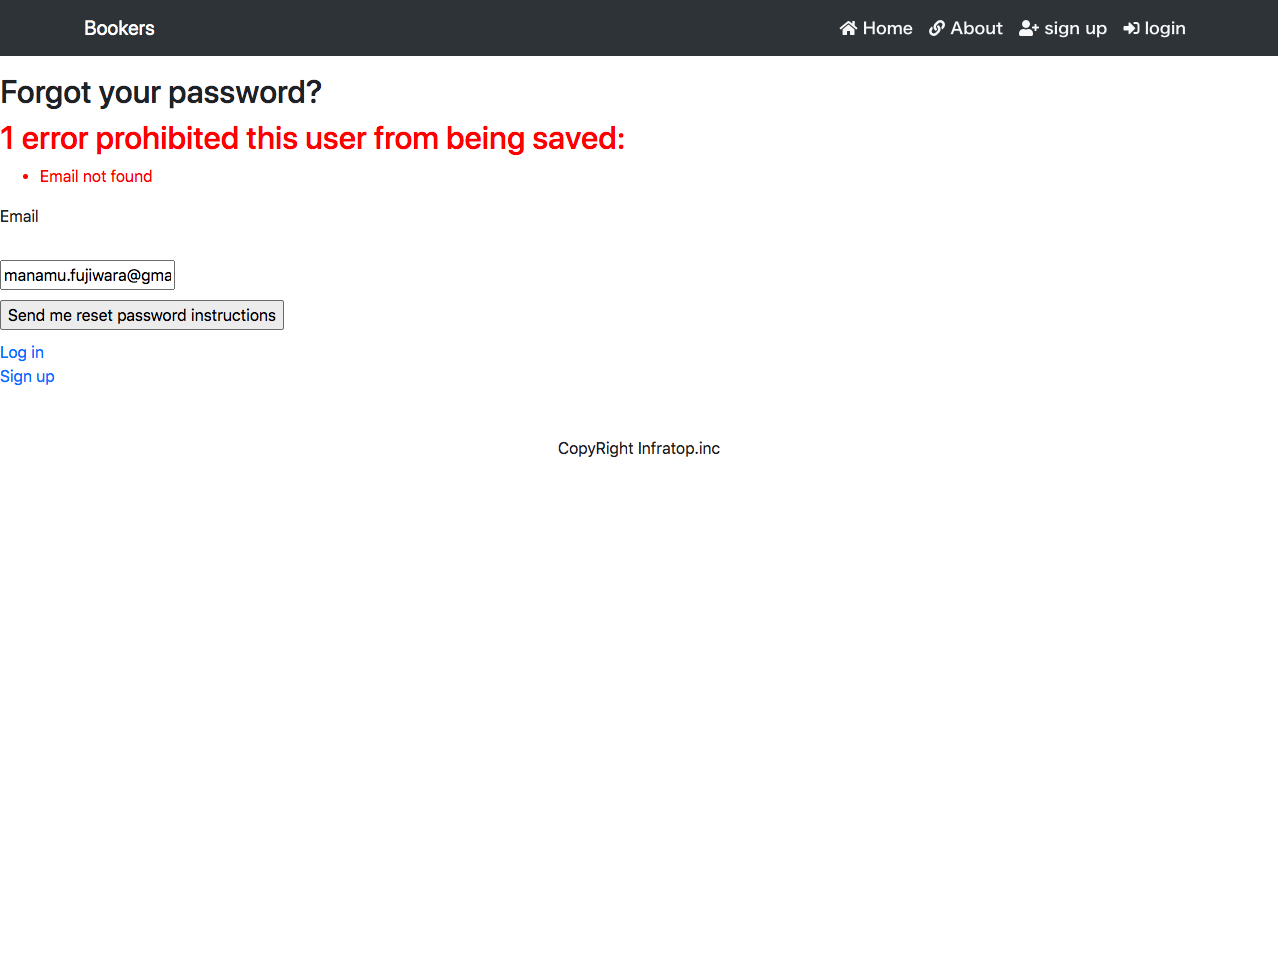 Bookers Home About sign up login
Forgot your password?
1 error prohibited this user from being saved:
Email not found
Email
manamu.fujiwara@gma
Send me reset password instructions
Log in
Sign up
CopyRight Infratop.inc